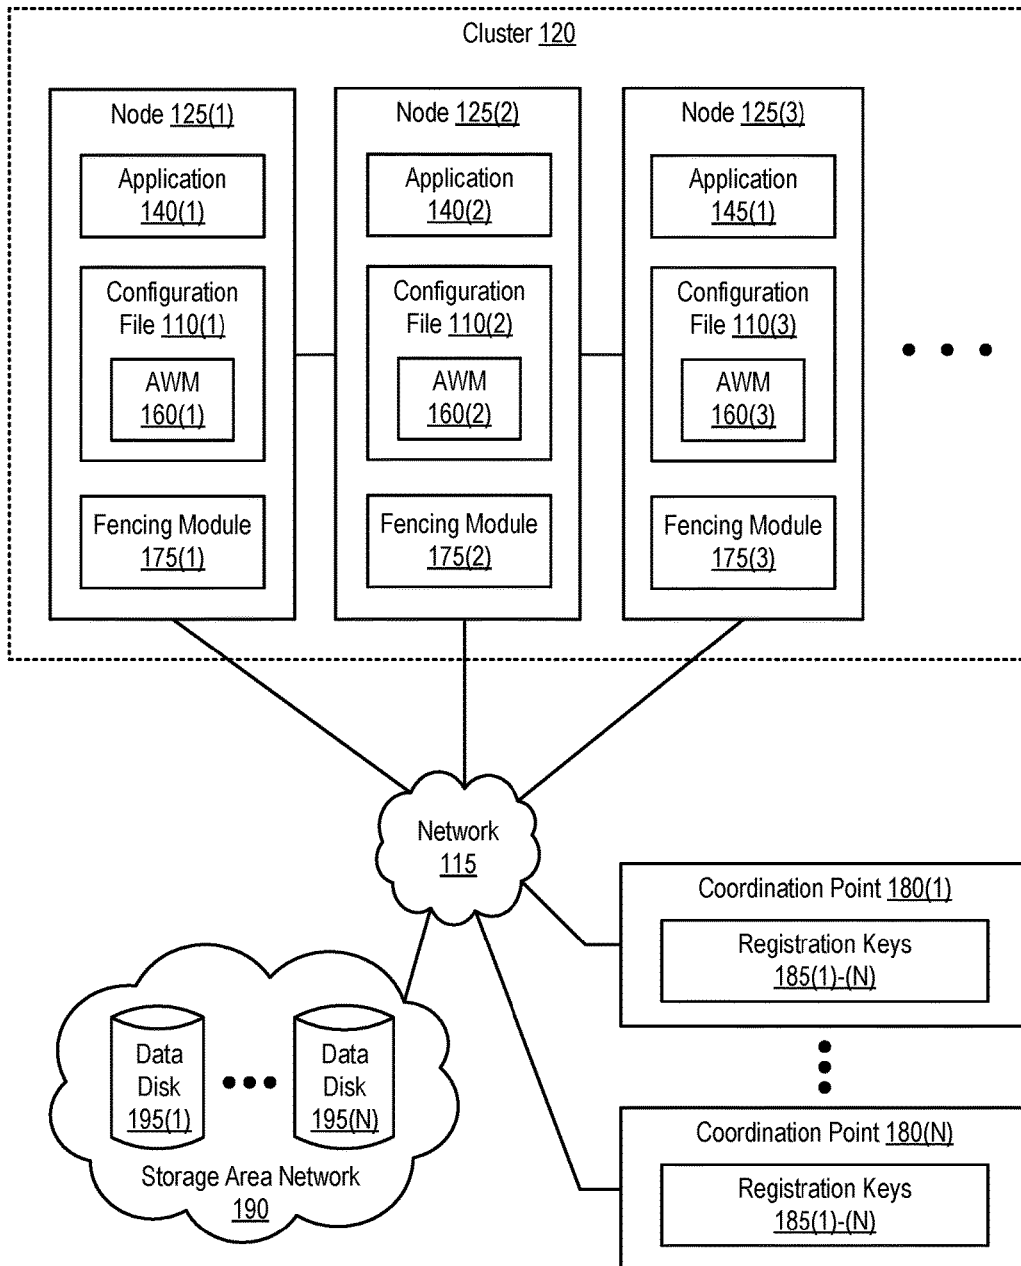 Cluster 120
Node 125(1)
Application
140(1)
Configuration
File 110(1)
AWM
160(1)
Fencing Module
175(1)
Node 125(2)
Application
140(2)
Configuration
File 110(2)
AWM
160(2)
Fencing Module
175(2)
Node 125(3)
Application
145(1)
Configuration
File 110(3)
AWM
160(3)
Fencing Module
175(3)
Network
115
Coordination Point 180(1)
Registration Keys
185(1)-(N)
Data
Disk
195(1)
Data
Disk
195(N)
Storage Area Network
190
Coordination Point 180(N)
Registration Keys
185(1)-(N)